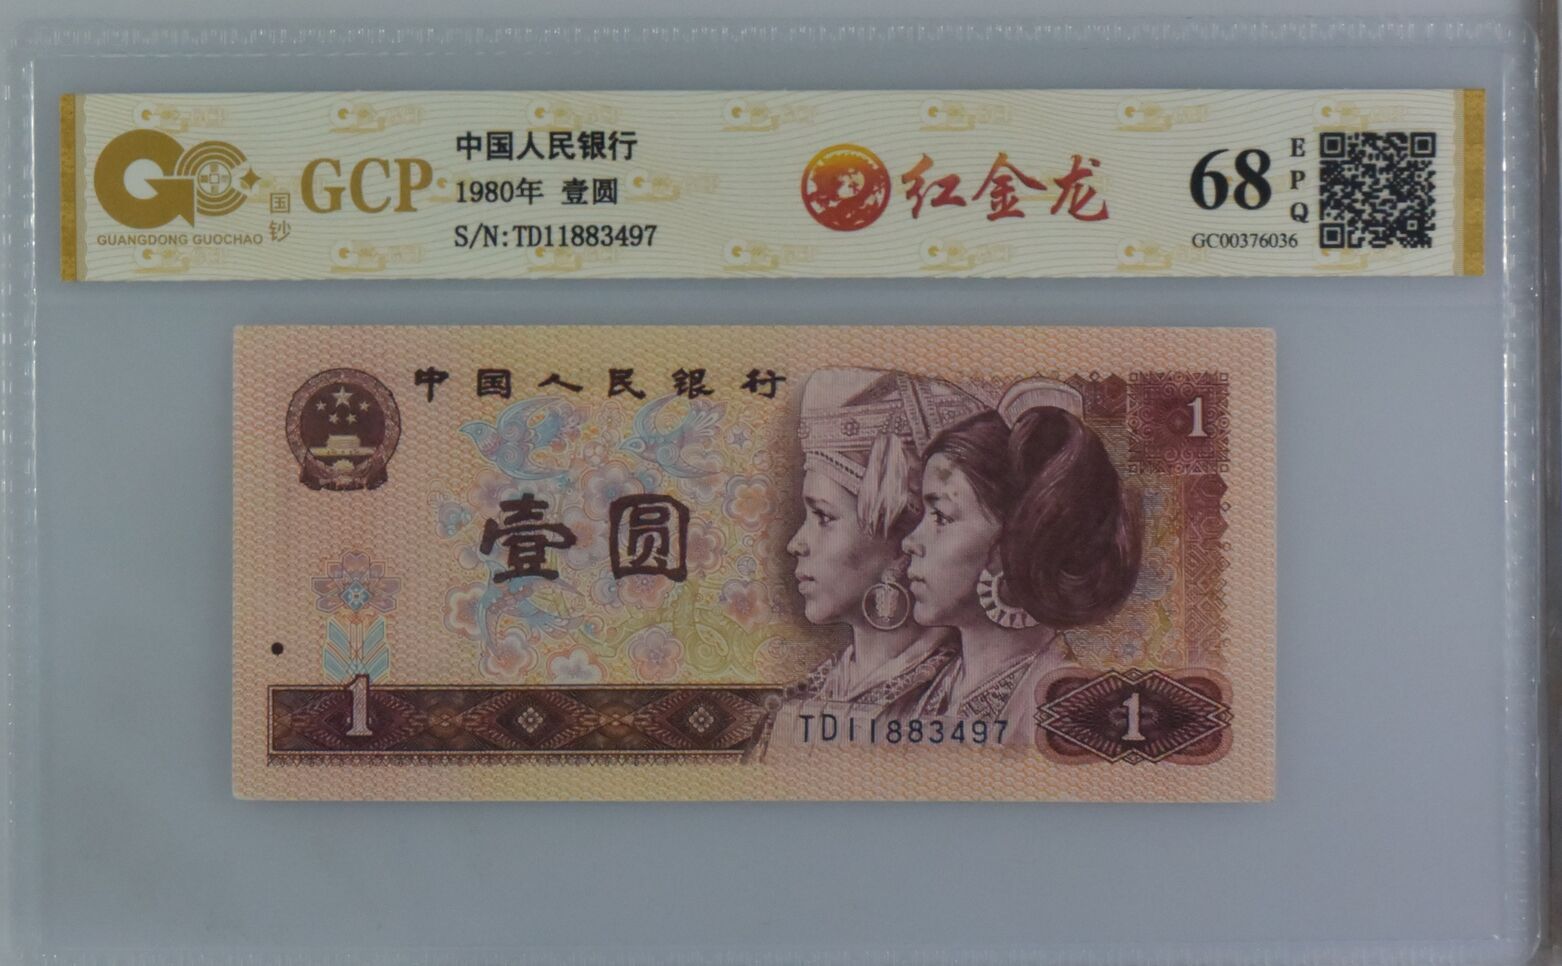 GUANGDONG GUOCHAO
国钞
GCP
中国人民银行
1980年 壹圆
S/N:TD11883497
红金龙
68
EPQ
GC00376036
中国人民银行
1
壹圆
1
TD11883497
1